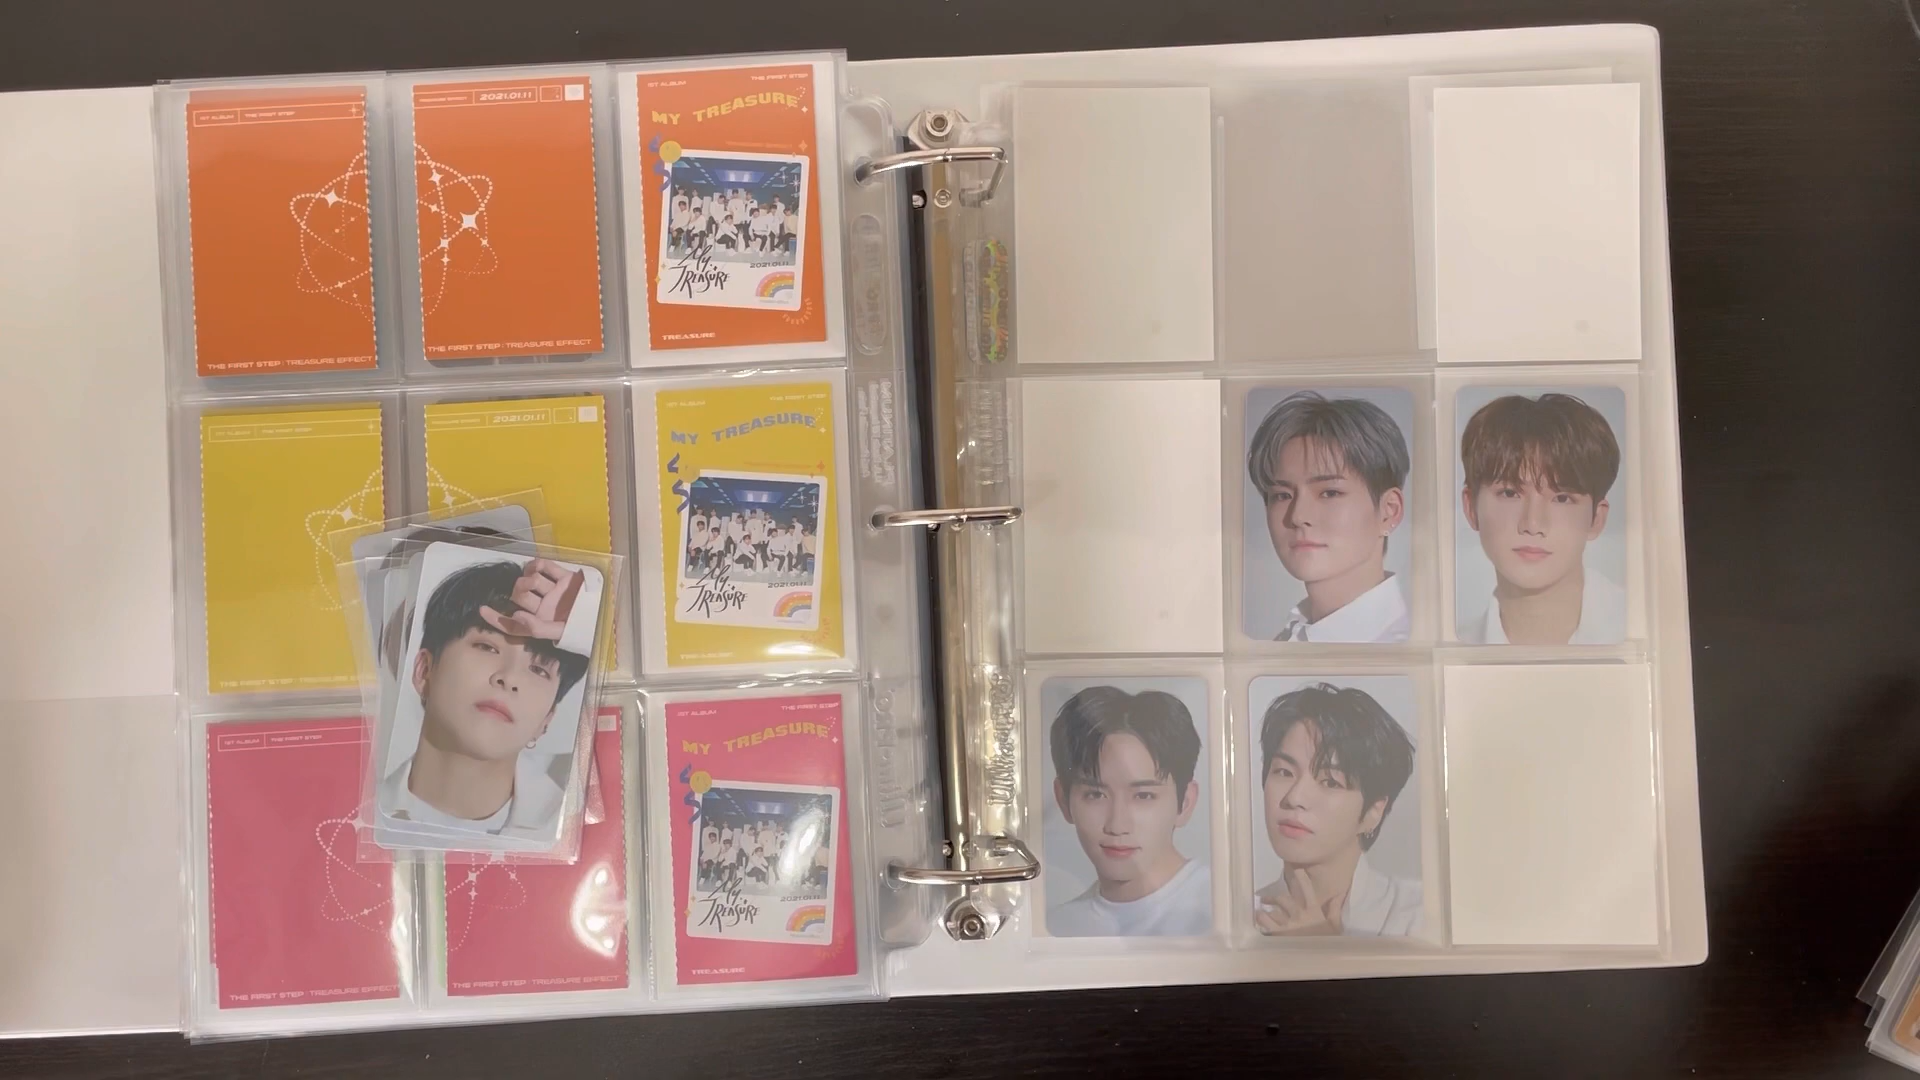 1ST ALBUM THE FIRST STEP
THE FIRST STEP : TREASURE EFFECT
TREASURE EFFECT 2021.01.11
THE FIRST STEP : TREASURE EFFECT
1ST ALBUM THE FIRST STEP
MY TREASURE
My Treasure
2021.01.11
TREASURE
1ST ALBUM THE FIRST STEP
THE FIRST STEP : TREASURE
2021.01.11
1ST ALBUM THE FIRST STEP
MY TREASURE
My Treasure
2021.01.11
TREASURE
1ST ALBUM THE FIRST STEP
THE FIRST STEP : TREASURE EFFECT
THE FIRST STEP : TREASURE EFFECT
1ST ALBUM THE FIRST STEP
MY TREASURE
My Treasure
2021.01.11
TREASURE